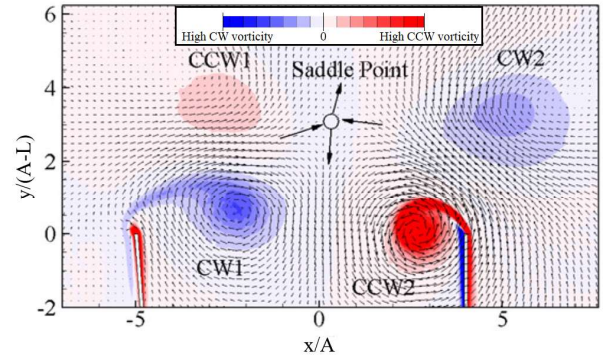 High CW vorticity 0 High CCW vorticity
CCW1
CW2
Saddle Point
CW1
CCW2
6
4
2
0
-2
-5 0 5
y/(A-L)
x/A